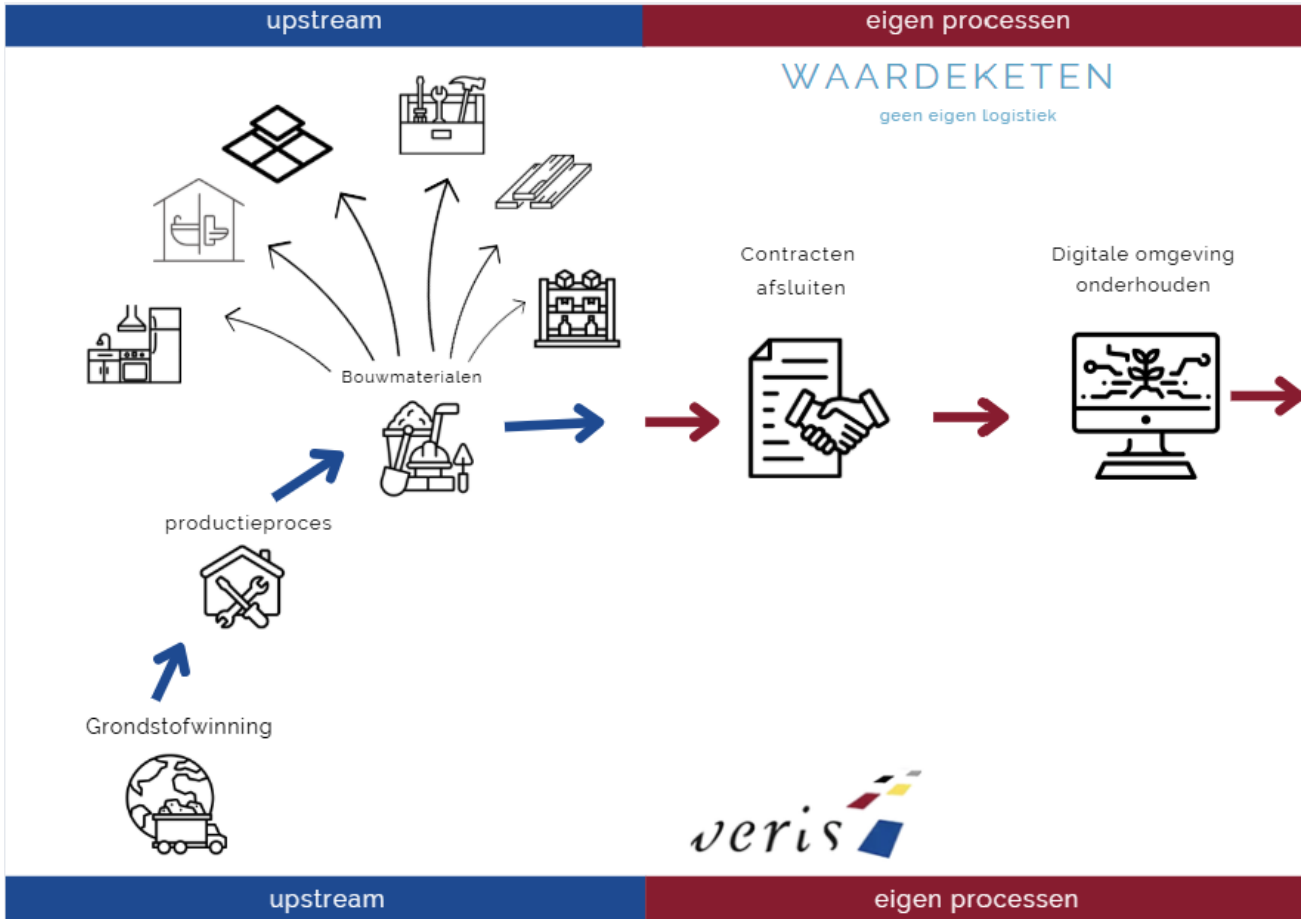 upstream
eigen processen
WAARDEKETEN
geen eigen logistiek
Contracten
afsluiten
Digitale omgeving
onderhouden
Bouwmaterialen
productieproces
Grondstofwinning
veris
upstream
eigen processen